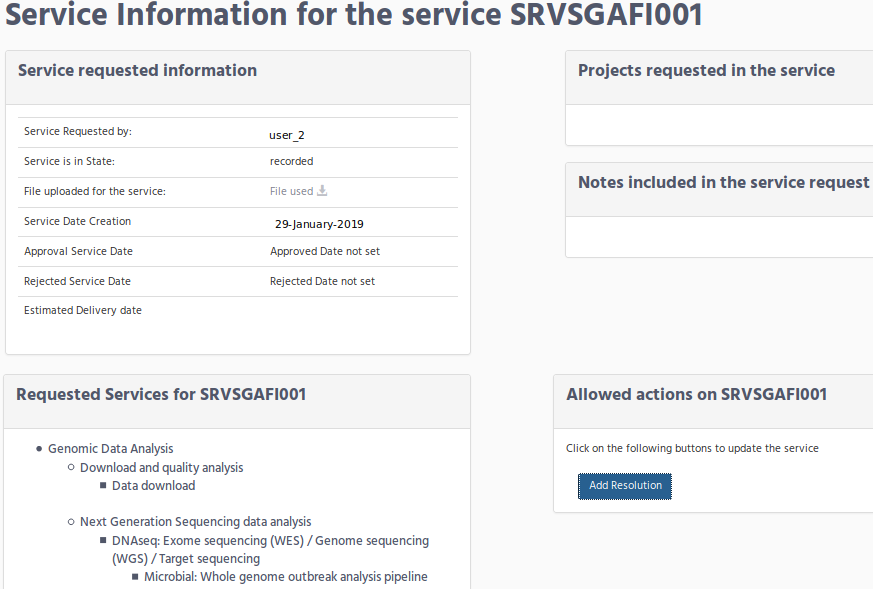 Service Information for the service SRVSGAFI001
Service requested information
Service Requested by: user_2
Service is in State: recorded
File uploaded for the service: File used
Service Date Creation 29-January-2019
Approval Service Date Approved Date not set
Rejected Service Date Rejected Date not set
Estimated Delivery date
Projects requested in the service
Notes included in the service request
Requested Services for SRVSGAFI001
Genomic Data Analysis
Download and quality analysis
Data download
Next Generation Sequencing data analysis
DNAseq: Exome sequencing (WES) / Genome sequencing
(WGS) / Target sequencing
Microbial: Whole genome outbreak analysis pipeline
Allowed actions on SRVSGAFI001
Click on the following buttons to update the service
Add Resolution